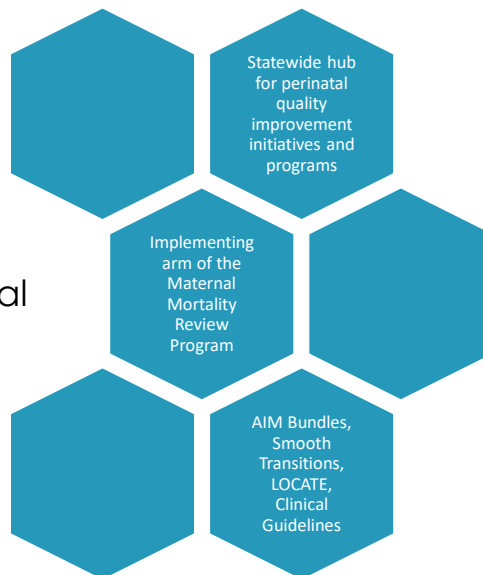 Statewide hub
for perinatal
quality
improvement
initiatives and
programs
Implementing
arm of the
Maternal
Mortality
Review
Program
al
AIM Bundles,
Smooth
Transitions,
LOCATE,
Clinical
Guidelines